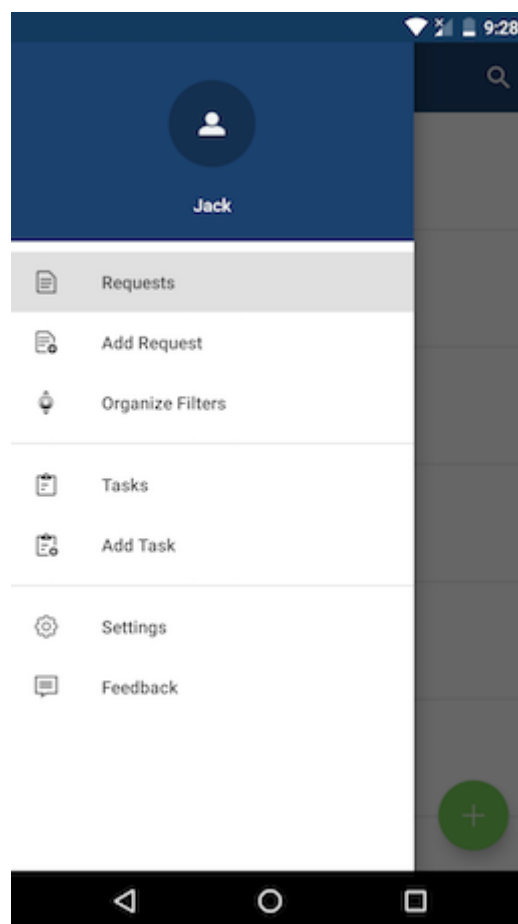 9:28
Jack
Requests
Add Request
Organize Filters
Tasks
Add Task
Settings
Feedback